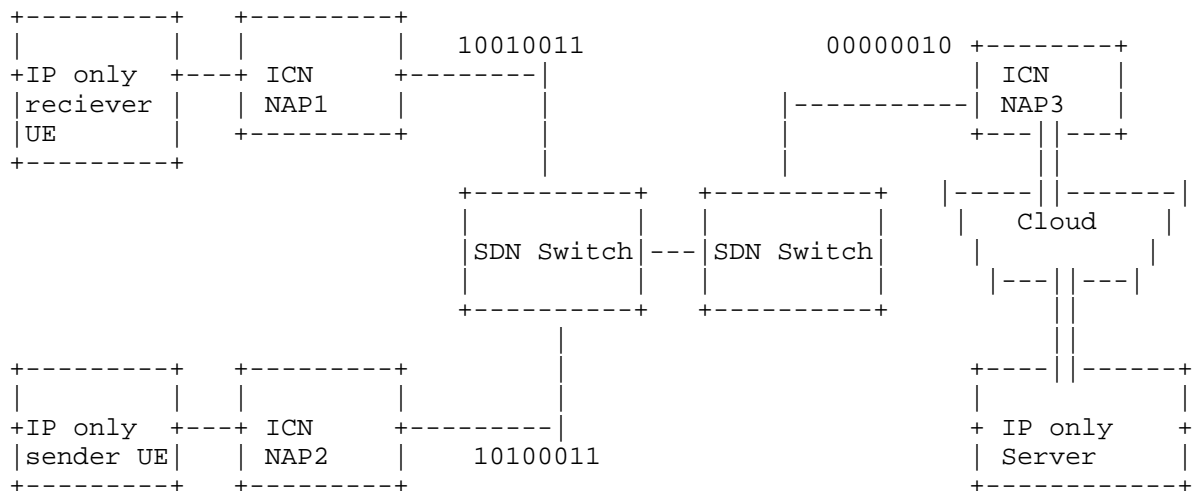 10010011
00000010
IP only
reciever
UE
ICN
NAP1
ICN
NAP3
Cloud
SDN Switch
SDN Switch
IP only
sender UE
ICN
NAP2
10100011
IP only
Server